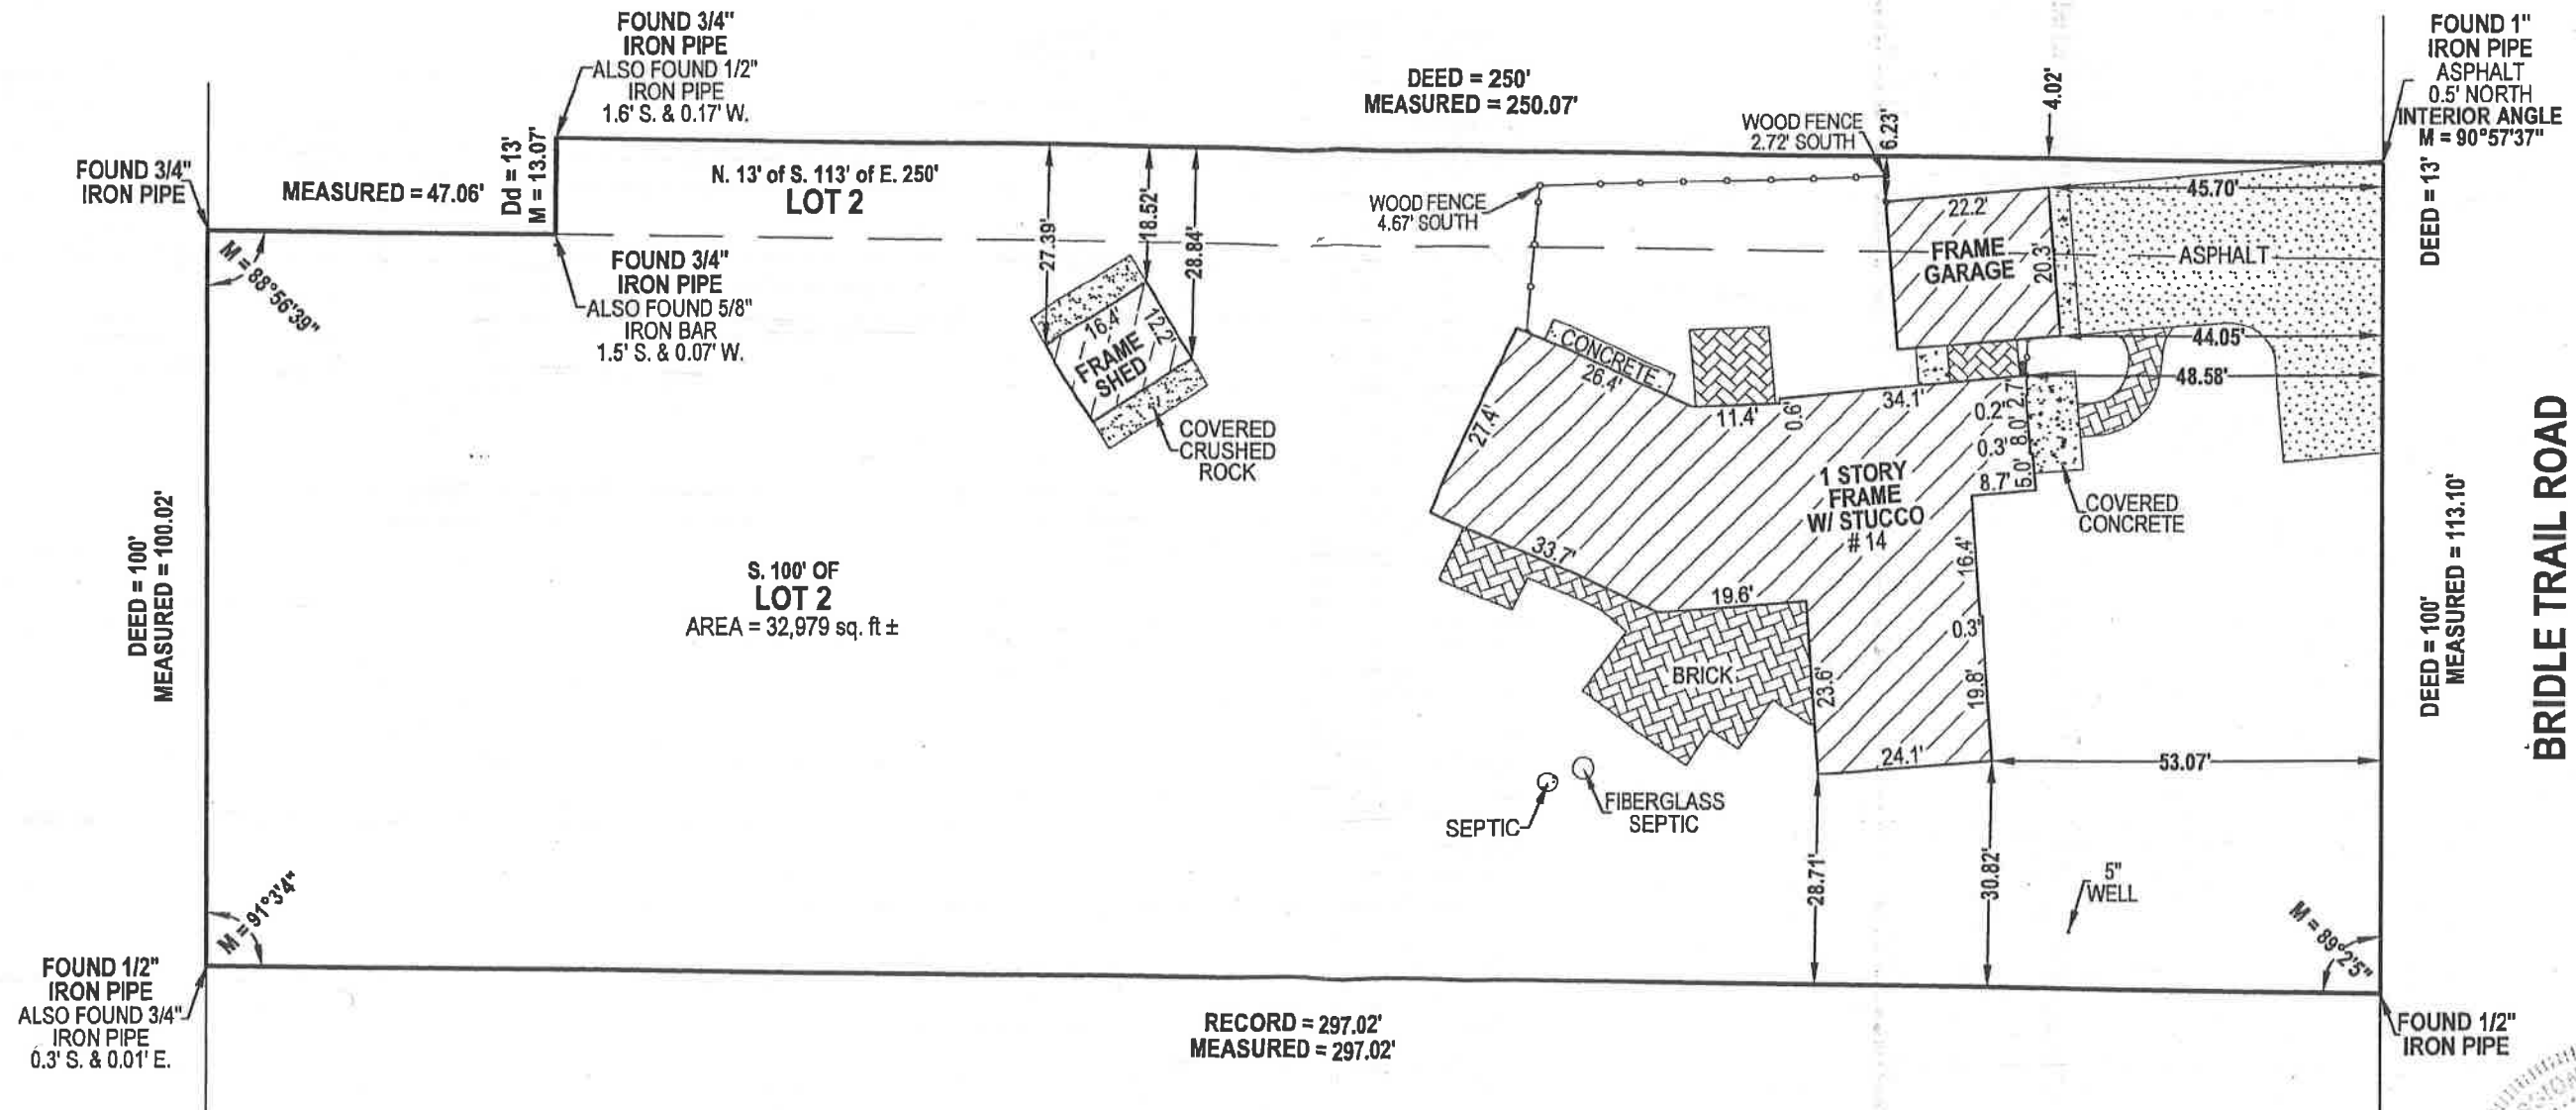 FOUND 3/4"
IRON PIPE
ALSO FOUND 1/2"
IRON PIPE
1.6' S. & 0.17' W.
DEED = 250'
MEASURED = 250.07'
WOOD FENCE
2.72' SOUTH
6.23'
4.02'
FOUND 1"
IRON PIPE
ASPHALT
0.5' NORTH
INTERIOR ANGLE
M = 90°57'37"
FOUND 3/4"
IRON PIPE
MEASURED = 47.06'
Dd = 13'
M = 13.07'
N. 13' of S. 113' of E. 250'
LOT 2
WOOD FENCE
4.67' SOUTH
27.39'
18.52'
28.84'
22.2'
FRAME
GARAGE
20.3'
45.70'
ASPHALT
DEED = 13'
M = 88°56'39"
FOUND 3/4"
IRON PIPE
ALSO FOUND 5/8"
IRON BAR
1.5' S. & 0.07' W.
16.4'
12.2'
FRAME
SHED
COVERED
CRUSHED
ROCK
CONCRETE
26.4'
27.4'
11.4'
0.6'
34.1'
44.05'
48.58'
2.7'
0.2'
8.0'
0.3'
5.0'
8.7'
1 STORY
FRAME
W/ STUCCO
# 14
COVERED
CONCRETE
16.4'
33.7'
19.6'
0.3'
BRICK
23.6'
19.8'
24.1'
53.07'
DEED = 100'
MEASURED = 100.02'
S. 100' OF
LOT 2
AREA = 32,979 sq. ft ±
DEED = 100'
MEASURED = 113.10'
BRIDLE TRAIL ROAD
SEPTIC
FIBERGLASS
SEPTIC
28.71'
30.82'
5"
WELL
M = 91°3'4"
M = 89°2'5"
FOUND 1/2"
IRON PIPE
ALSO FOUND 3/4"
IRON PIPE
0.3' S. & 0.01' E.
RECORD = 297.02'
MEASURED = 297.02'
FOUND 1/2"
IRON PIPE